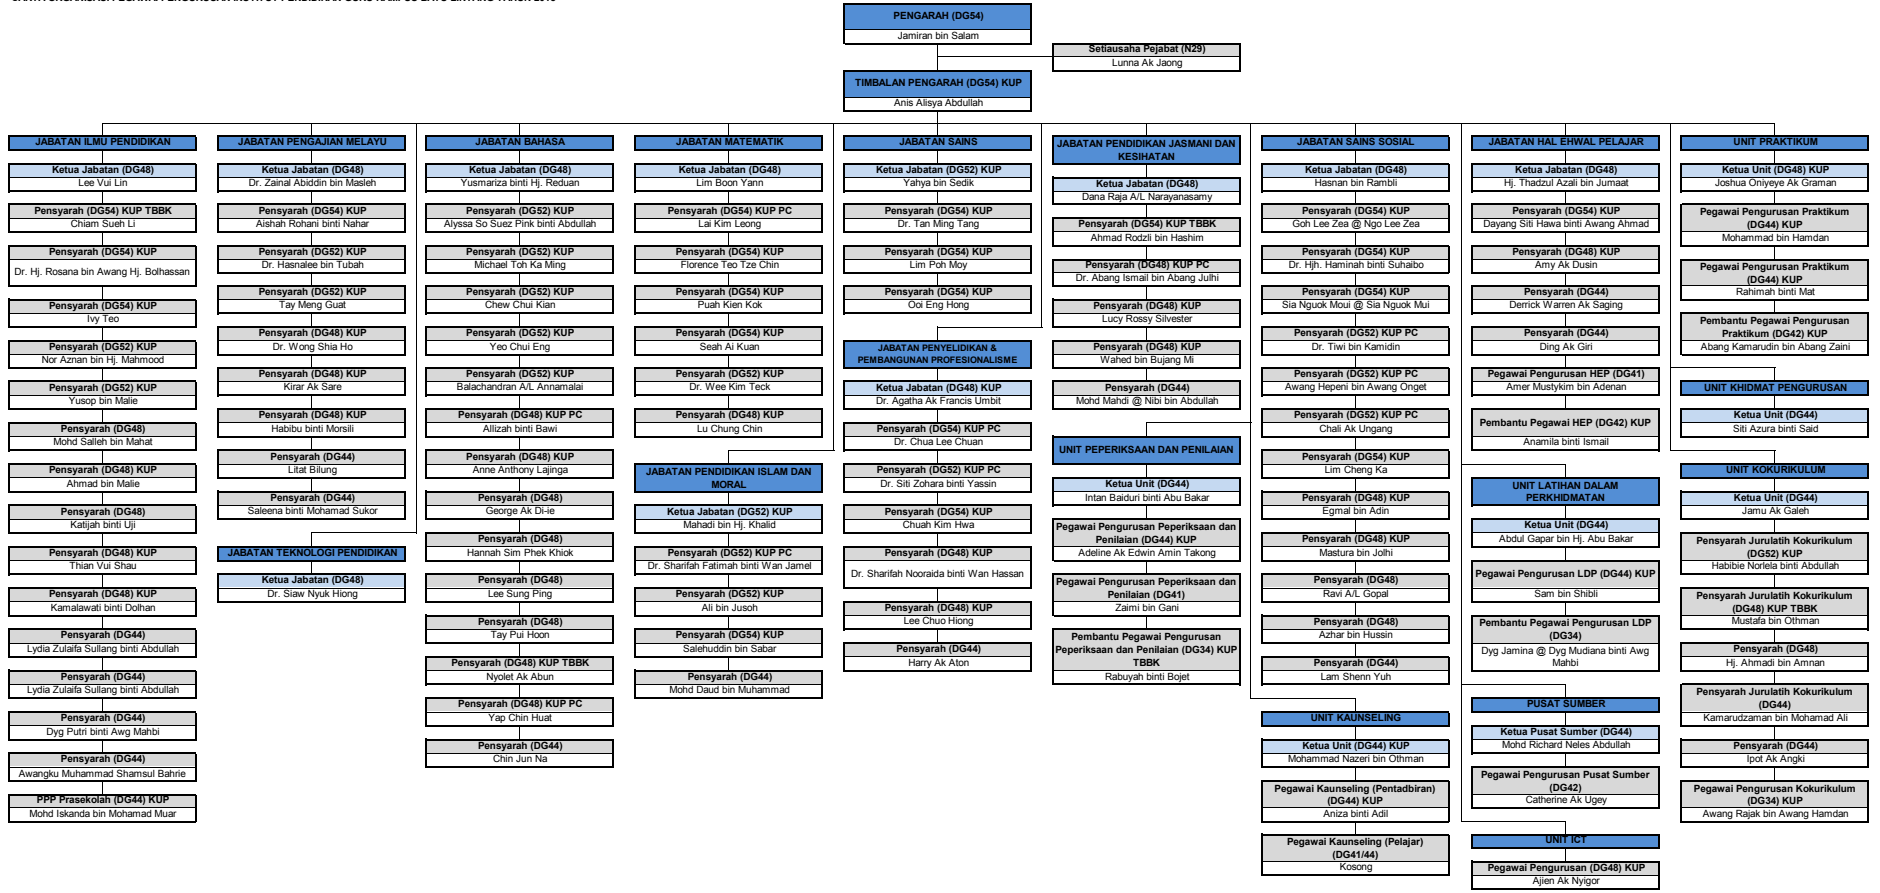 PENGARAH (DG54)
Jamiran bin Salam
Setiausaha Pejabat (N29)
Lunna Ak Jaong
TIMBALAN PENGARAH (DG54) KUP
Anis Alisya Abdullah
JABATAN ILMU PENDIDIKAN
Ketua Jabatan (DG48)
Lee Vui Lin
Pensyarah (DG54) KUP TBBK
Chiam Sueh Li
Pensyarah (DG54) KUP
Dr. Hj. Rosana bin Awang Hj. Bolhassan
Pensyarah (DG54) KUP
Ivy Teo
Pensyarah (DG52) KUP
Nor Aznan bin Hj. Mahmood
Pensyarah (DG52) KUP
Yusop bin Malie
Pensyarah (DG48)
Mohd Salleh bin Mahat
Pensyarah (DG48) KUP
Ahmad bin Malie
Pensyarah (DG48)
Katijah binti Uji
Pensyarah (DG48) KUP
Thian Vui Shau
Pensyarah (DG48) KUP
Kamalawati binti Dolhan
Pensyarah (DG44)
Lydia Zulaifa Sullang binti Abdullah
Pensyarah (DG44)
Lydia Zulaifa Sullang binti Abdullah
Pensyarah (DG44)
Dyg Putri binti Awg Mahbi
Pensyarah (DG44)
Awangku Muhammad Shamsul Bahrie
PPP Prasekolah (DG44) KUP
Mohd Iskanda bin Mohamad Muar
JABATAN PENGAJIAN MELAYU
Ketua Jabatan (DG48)
Dr. Zainal Abiddin bin Masleh
Pensyarah (DG54) KUP
Aishah Rohani binti Nahar
Pensyarah (DG52) KUP
Dr. Hasnalee bin Tubah
Pensyarah (DG52) KUP
Tay Meng Guat
Pensyarah (DG48) KUP
Dr. Wong Shia Ho
Pensyarah (DG48) KUP
Kirar Ak Sare
Pensyarah (DG48) KUP
Habibu binti Morsili
Pensyarah (DG44)
Litat Bilung
Pensyarah (DG44)
Saleena binti Mohamad Sukor
JABATAN TEKNOLOGI PENDIDIKAN
Ketua Jabatan (DG48)
Dr. Siaw Nyuk Hiong
JABATAN BAHASA
Ketua Jabatan (DG48)
Yusmariza binti Hj. Reduan
Pensyarah (DG52) KUP
Alyssa So Suez Pink binti Abdullah
Pensyarah (DG52) KUP
Michael Toh Ka Ming
Pensyarah (DG52) KUP
Chew Chui Kian
Pensyarah (DG52) KUP
Yeo Chui Eng
Pensyarah (DG52) KUP
Balachandran A/L Annamalai
Pensyarah (DG48) KUP PC
Allizah binti Bawi
Pensyarah (DG48) KUP
Anne Anthony Lajinga
Pensyarah (DG48)
George Ak Di-ie
Pensyarah (DG48)
Hannah Sim Phek Khiok
Pensyarah (DG48)
Lee Sung Ping
Pensyarah (DG48)
Tay Pui Hoon
Pensyarah (DG48) KUP TBBK
Nyolet Ak Abun
Pensyarah (DG48) KUP PC
Yap Chin Huat
Pensyarah (DG44)
Chin Jun Na
JABATAN MATEMATIK
Ketua Jabatan (DG48)
Lim Boon Yann
Pensyarah (DG54) KUP PC
Lai Kim Leong
Pensyarah (DG54) KUP
Florence Teo Tze Chin
Pensyarah (DG54) KUP
Puah Kien Kok
Pensyarah (DG54) KUP
Seah Ai Kuan
Pensyarah (DG52) KUP
Dr. Wee Kim Teck
Pensyarah (DG48) KUP
Lu Chung Chin
JABATAN PENDIDIKAN ISLAM DAN
MORAL
Ketua Jabatan (DG52) KUP
Mahadi bin Hj. Khalid
Pensyarah (DG52) KUP PC
Dr. Sharifah Fatimah binti Wan Jamel
Pensyarah (DG52) KUP
Ali bin Jusoh
Pensyarah (DG54) KUP
Salehuddin bin Sabar
Pensyarah (DG44)
Mohd Daud bin Muhammad
JABATAN SAINS
Ketua Jabatan (DG52) KUP
Yahya bin Sedik
Pensyarah (DG54) KUP
Dr. Tan Ming Tang
Pensyarah (DG54) KUP
Lim Poh Moy
Pensyarah (DG54) KUP
Ooi Eng Hong
JABATAN PENYELIDIKAN &
PEMBANGUNAN PROFESIONALISME
Ketua Jabatan (DG48) KUP
Dr. Agatha Ak Francis Umbit
Pensyarah (DG54) KUP PC
Dr. Chua Lee Chuan
Pensyarah (DG52) KUP PC
Dr. Siti Zohara binti Yassin
Pensyarah (DG54) KUP
Chuah Kim Hwa
Pensyarah (DG48) KUP
Dr. Sharifah Nooraida binti Wan Hassan
Pensyarah (DG48) KUP
Lee Chuo Hiong
Pensyarah (DG44)
Harry Ak Aton
JABATAN PENDIDIKAN JASMANI DAN
KESIHATAN
Ketua Jabatan (DG48)
Dana Raja A/L Narayanasamy
Pensyarah (DG54) KUP TBBK
Ahmad Rodzli bin Hashim
Pensyarah (DG48) KUP PC
Dr. Abang Ismail bin Abang Julhi
Pensyarah (DG48) KUP
Lucy Rossy Silvester
Pensyarah (DG48) KUP
Wahed bin Bujang Mi
Pensyarah (DG44)
Mohd Mahdi @ Nibi bin Abdullah
UNIT PEPERIKSAAN DAN PENILAIAN
Ketua Unit (DG44)
Intan Baiduri binti Abu Bakar
Pegawai Pengurusan Peperiksaan dan
Penilaian (DG44) KUP
Adeline Ak Edwin Amin Takong
Pegawai Pengurusan Peperiksaan dan
Penilaian (DG41)
Zaimi bin Gani
Pembantu Pegawai Pengurusan
Peperiksaan dan Penilaian (DG34) KUP
TBBK
Rabuyah binti Bojet
JABATAN SAINS SOSIAL
Ketua Jabatan (DG48)
Hasnan bin Rambli
Pensyarah (DG54) KUP
Goh Lee Zea @ Ngo Lee Zea
Pensyarah (DG54) KUP
Dr. Hjh. Haminah binti Suhaibo
Pensyarah (DG54) KUP
Sia Nguok Moui @ Sia Nguok Mui
Pensyarah (DG52) KUP PC
Dr. Tiwi bin Kamidin
Pensyarah (DG52) KUP PC
Awang Hepeni bin Awang Onget
Pensyarah (DG52) KUP PC
Chali Ak Ungang
Pensyarah (DG54) KUP
Lim Cheng Ka
Pensyarah (DG48) KUP
Egmal bin Adin
Pensyarah (DG48) KUP
Mastura bin Jolhi
Pensyarah (DG48)
Ravi A/L Gopal
Pensyarah (DG48)
Azhar bin Hussin
Pensyarah (DG44)
Lam Shenn Yuh
UNIT KAUNSELING
Ketua Unit (DG44) KUP
Mohammad Nazeri bin Othman
Pegawai Kaunseling (Pentadbiran)
(DG44) KUP
Aniza binti Adil
Pegawai Kaunseling (Pelajar)
(DG41/44)
Kosong
JABATAN HAL EHWAL PELAJAR
Ketua Jabatan (DG48)
Hj. Thadzul Azali bin Jumaat
Pensyarah (DG54) KUP
Dayang Siti Hawa binti Awang Ahmad
Pensyarah (DG48) KUP
Amy Ak Dusin
Pensyarah (DG44)
Derrick Warren Ak Saging
Pensyarah (DG44)
Ding Ak Giri
Pegawai Pengurusan HEP (DG41)
Amer Mustykim bin Adenan
Pembantu Pegawai HEP (DG42) KUP
Anamila binti Ismail
UNIT LATIHAN DALAM
PERKHIDMATAN
Ketua Unit (DG44)
Abdul Gapar bin Hj. Abu Bakar
Pegawai Pengurusan LDP (DG44) KUP
Sam bin Shibli
Pembantu Pegawai Pengurusan LDP
(DG34)
Dyg Jamina @ Dyg Mudiana binti Awg
Mahbi
PUSAT SUMBER
Ketua Pusat Sumber (DG44)
Mohd Richard Neles Abdullah
Pegawai Pengurusan Pusat Sumber
(DG42)
Catherine Ak Ugey
UNIT ICT
Pegawai Pengurusan (DG48) KUP
Ajien Ak Nyigor
UNIT PRAKTIKUM
Ketua Unit (DG48) KUP
Joshua Oniyeye Ak Graman
Pegawai Pengurusan Praktikum
(DG44) KUP
Mohammad bin Hamdan
Pegawai Pengurusan Praktikum
(DG44) KUP
Rahimah binti Mat
Pembantu Pegawai Pengurusan
Praktikum (DG42) KUP
Abang Kamarudin bin Abang Zaini
UNIT KHIDMAT PENGURUSAN
Ketua Unit (DG44)
Siti Azura binti Said
UNIT KOKURIKULUM
Ketua Unit (DG44)
Jamu Ak Galeh
Pensyarah Jurulatih Kokurikulum
(DG52) KUP
Habibie Norlela binti Abdullah
Pensyarah Jurulatih Kokurikulum
(DG48) KUP TBBK
Mustafa bin Othman
Pensyarah (DG48)
Hj. Ahmadi bin Amnan
Pensyarah Jurulatih Kokurikulum
(DG44)
Kamarudzaman bin Mohamad Ali
Pensyarah (DG44)
Ipot Ak Angki
Pegawai Pengurusan Kokurikulum
(DG34) KUP
Awang Rajak bin Awang Hamdan